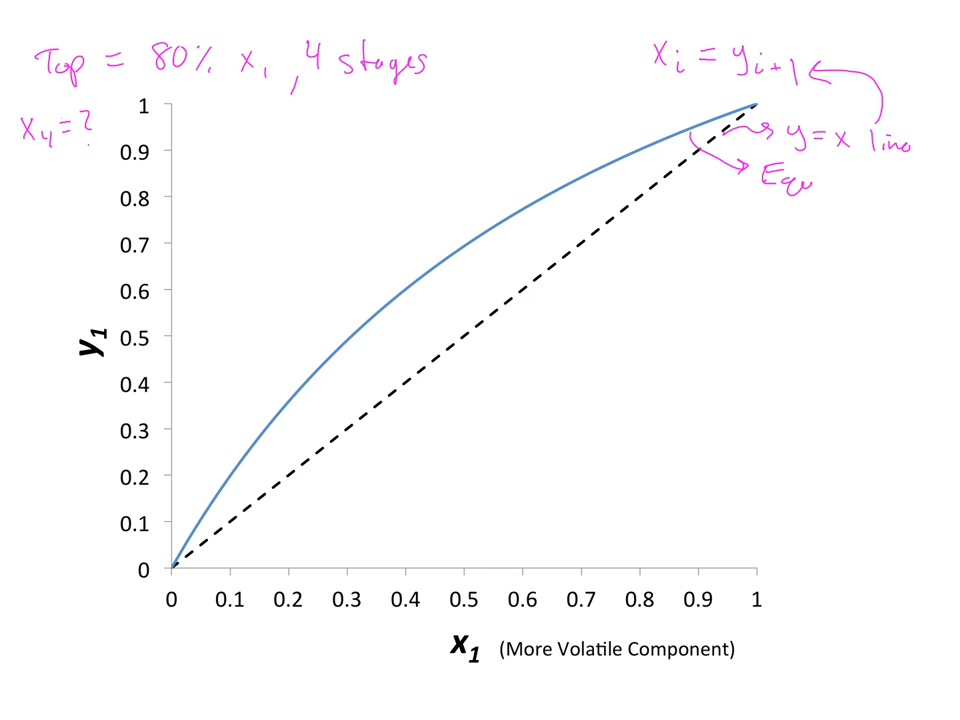 Top = 80% x₁, 4 stages
xᵢ = yᵢ₊₁
x₄ = ?
y = x line
Equ
1
0.9
0.8
0.7
0.6
0.5
0.4
0.3
0.2
0.1
0
y₁
0 0.1 0.2 0.3 0.4 0.5 0.6 0.7 0.8 0.9 1
x₁ (More Volatile Component)